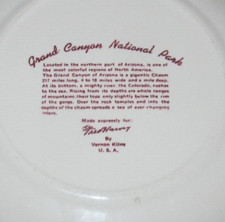 Grand Canyon National Park
Located in the northern part of Arizona, is one
of the most colorful regions of North America.
The Grand Canyon of Arizona is a gigantic Chasm
217 miles long, 4 to 18 miles wide and a mile deep.
At its bottom, a mighty river, the Colorado, rushes
to the sea. Rising from its depths are whole ranges
of mountains, their tops only slightly below the rim
of the gorge. Over the rock temples and into the
depths of the chasm spreads a sea of ever changing
colors.
Made expressly for:
Fred Harvey
By
Vernon Kilns
U. S. A.